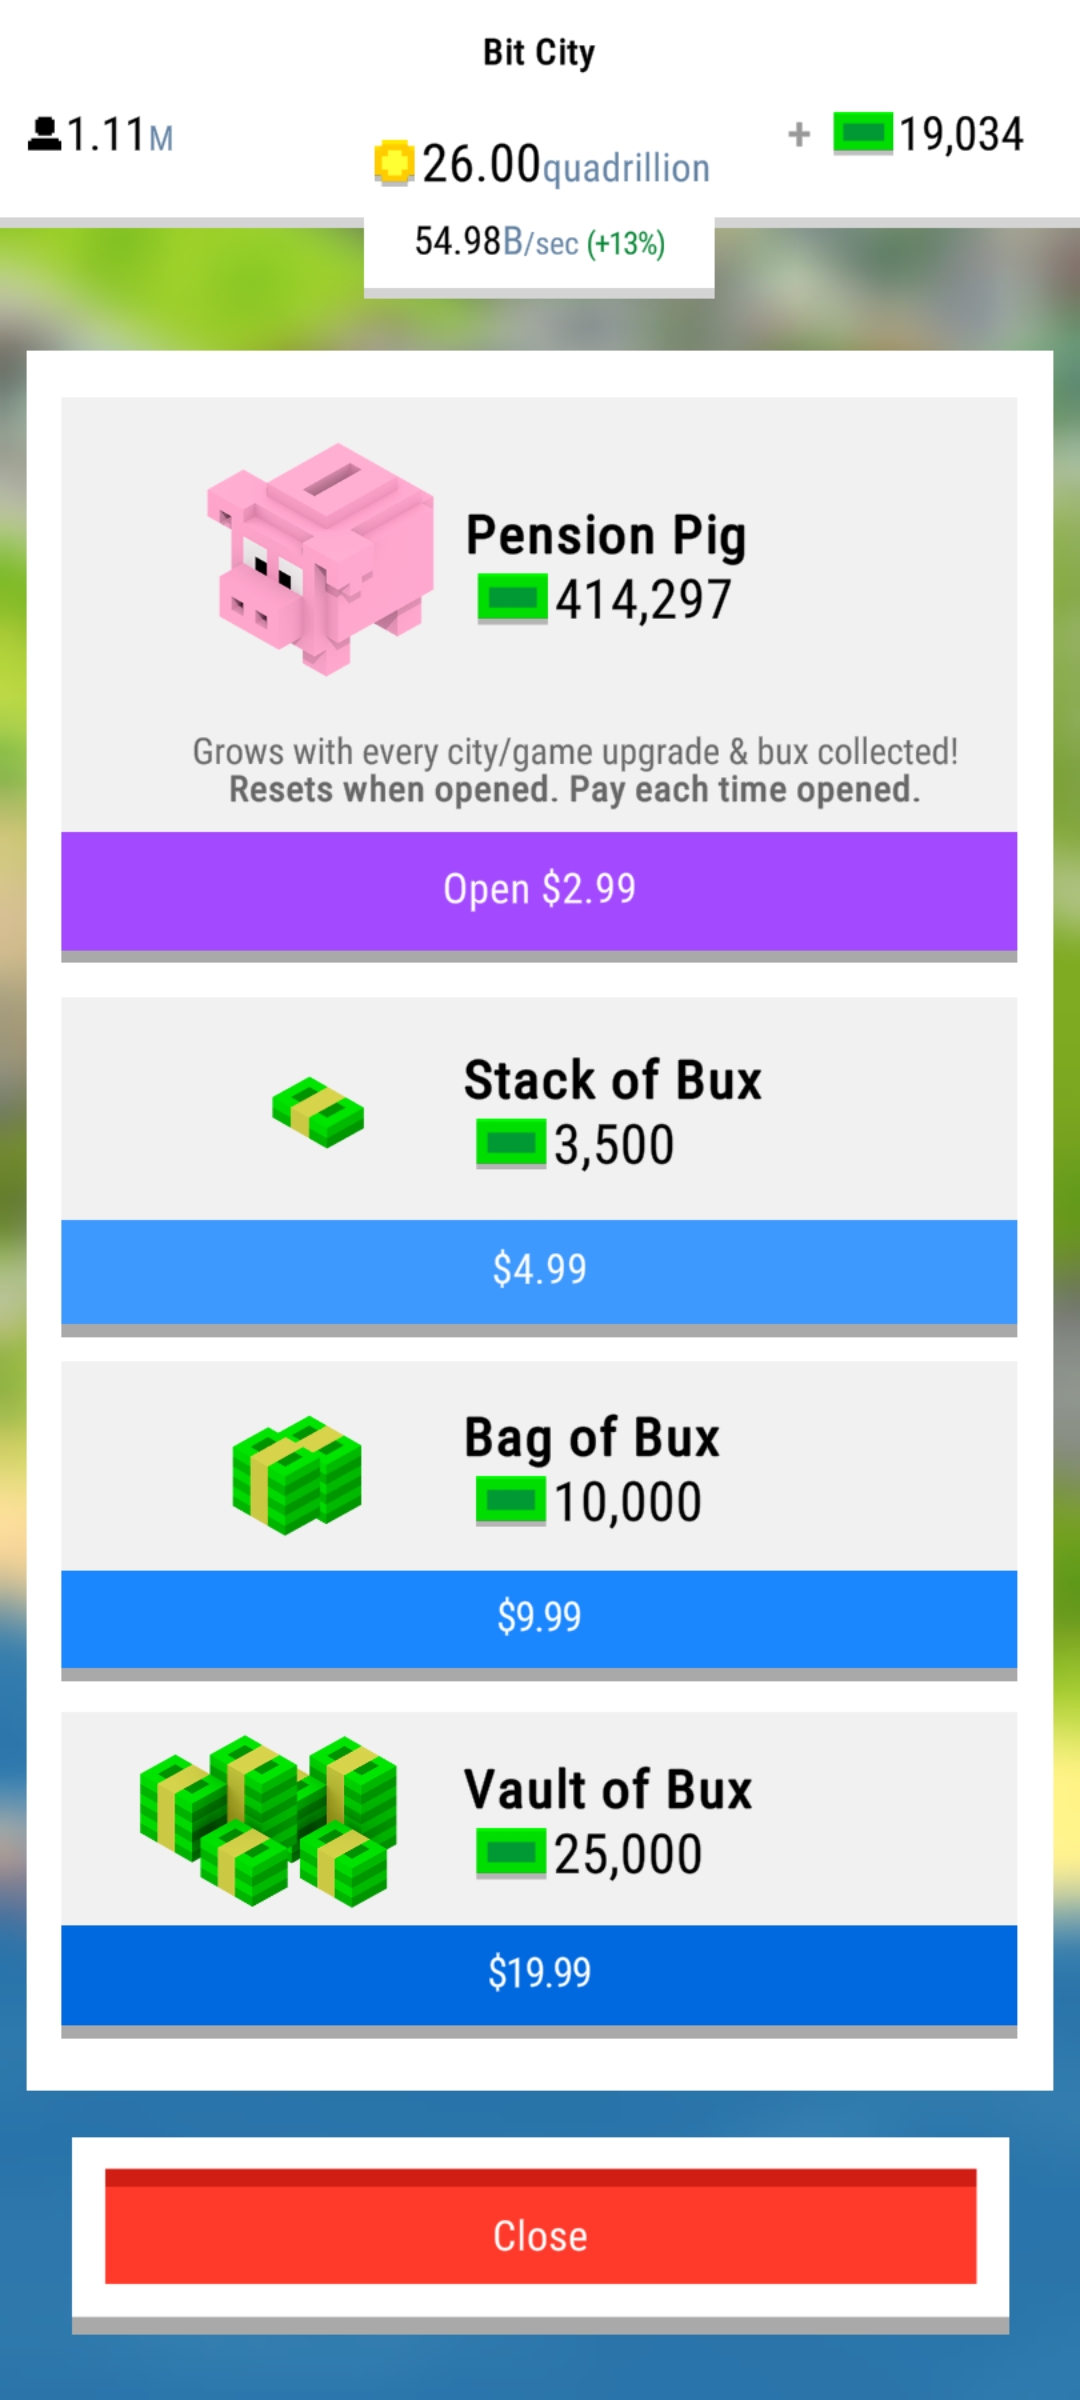 Bit City
1.11M
26.00quadrillion
+ 19,034
54.98B/sec (+13%)
Pension Pig
414,297
Grows with every city/game upgrade & bux collected!
Resets when opened. Pay each time opened.
Open $2.99
Stack of Bux
3,500
$4.99
Bag of Bux
10,000
$9.99
Vault of Bux
25,000
$19.99
Close